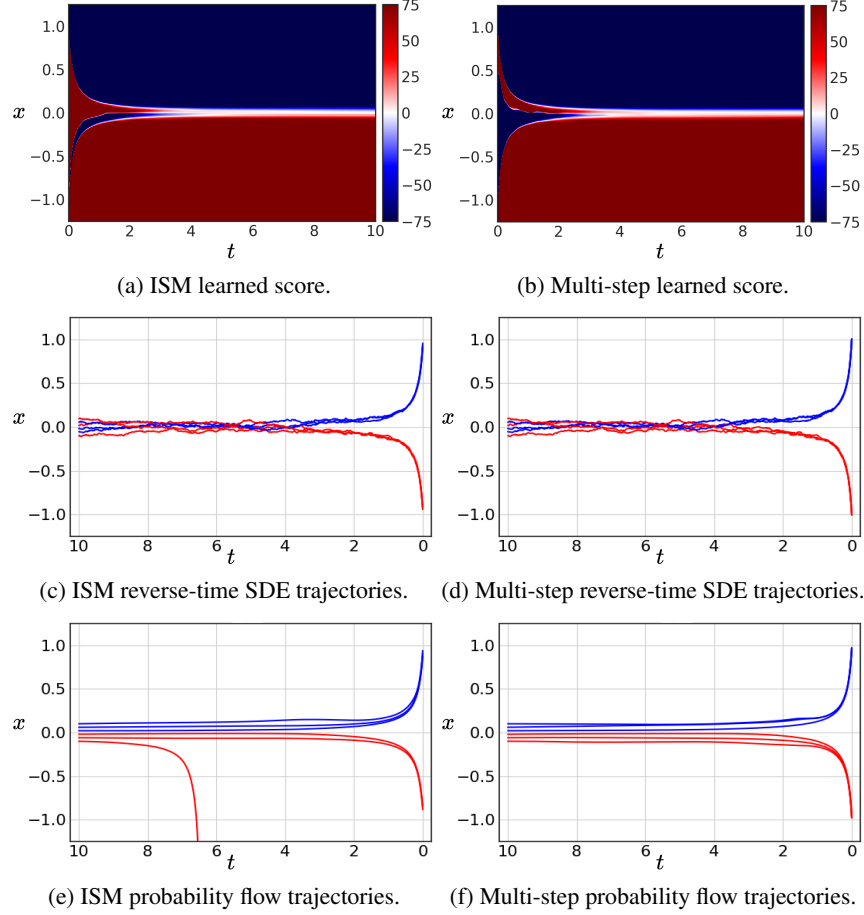 1.0
0.5
x 0.0
−0.5
−1.0
0 2 4 6 8 10
t
75
50
25
0
−25
−50
−75
(a) ISM learned score.
1.0
0.5
x 0.0
−0.5
−1.0
0 2 4 6 8 10
t
75
50
25
0
−25
−50
−75
(b) Multi-step learned score.
1.0
0.5
x 0.0
−0.5
−1.0
10 8 6 4 2 0
t
(c) ISM reverse-time SDE trajectories.
1.0
0.5
x 0.0
−0.5
−1.0
10 8 6 4 2 0
t
(d) Multi-step reverse-time SDE trajectories.
1.0
0.5
x 0.0
−0.5
−1.0
10 8 6 4 2 0
t
(e) ISM probability flow trajectories.
1.0
0.5
x 0.0
−0.5
−1.0
10 8 6 4 2 0
t
(f) Multi-step probability flow trajectories.